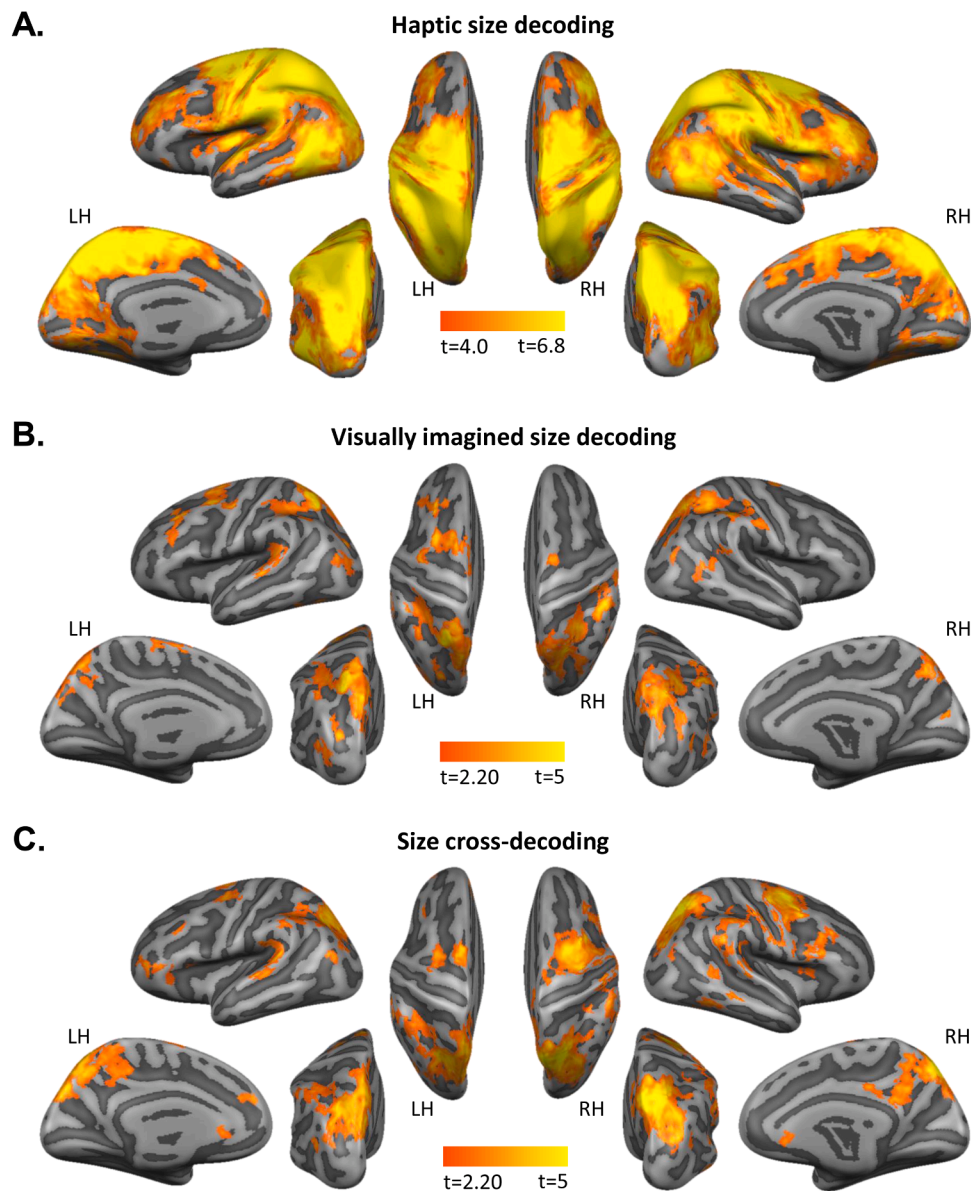 A.
Haptic size decoding
LH
RH
LH
RH
t=4.0
t=6.8
B.
Visually imagined size decoding
LH
RH
LH
RH
t=2.20
t=5
C.
Size cross-decoding
LH
RH
LH
RH
t=2.20
t=5